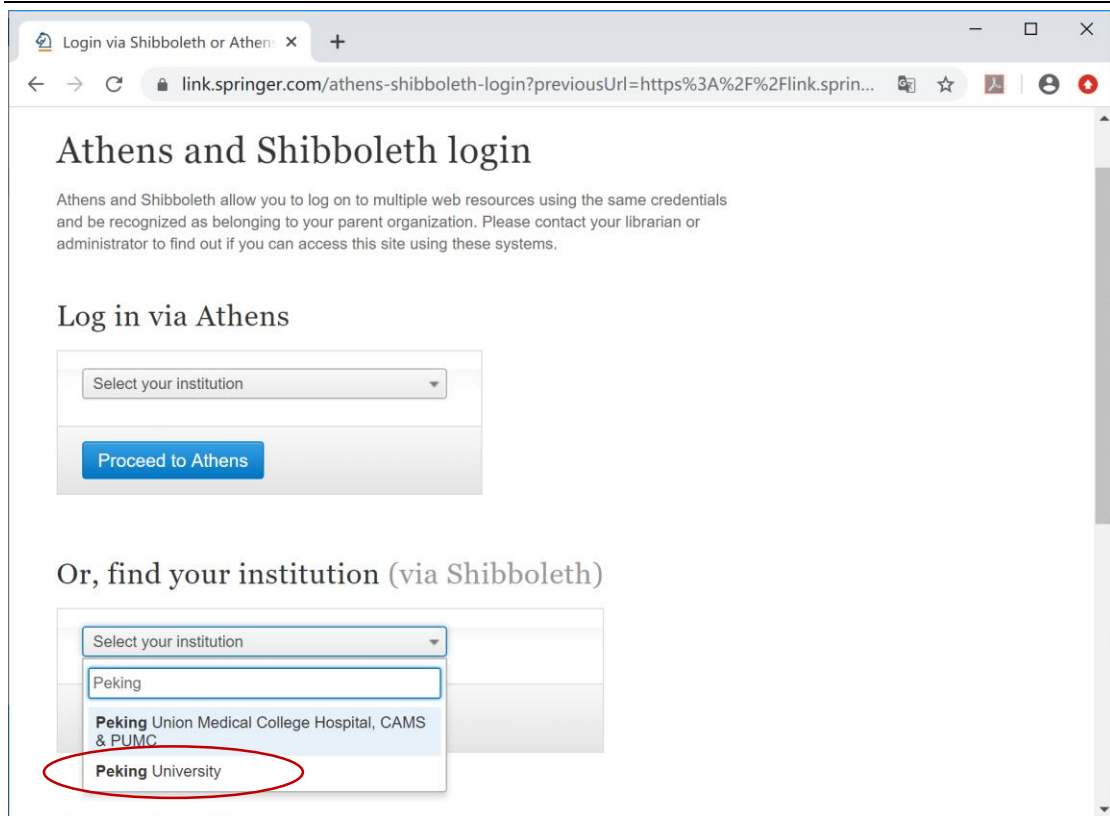 Login via Shibboleth or Athen
link.springer.com/athens-shibboleth-login?previousUrl=https%3A%2F%2Flink.sprin...
Athens and Shibboleth login
Athens and Shibboleth allow you to log on to multiple web resources using the same credentials
and be recognized as belonging to your parent organization. Please contact your librarian or
administrator to find out if you can access this site using these systems.
Log in via Athens
Select your institution
Proceed to Athens
Or, find your institution (via Shibboleth)
Select your institution
Peking
Peking Union Medical College Hospital, CAMS
& PUMC
Peking University